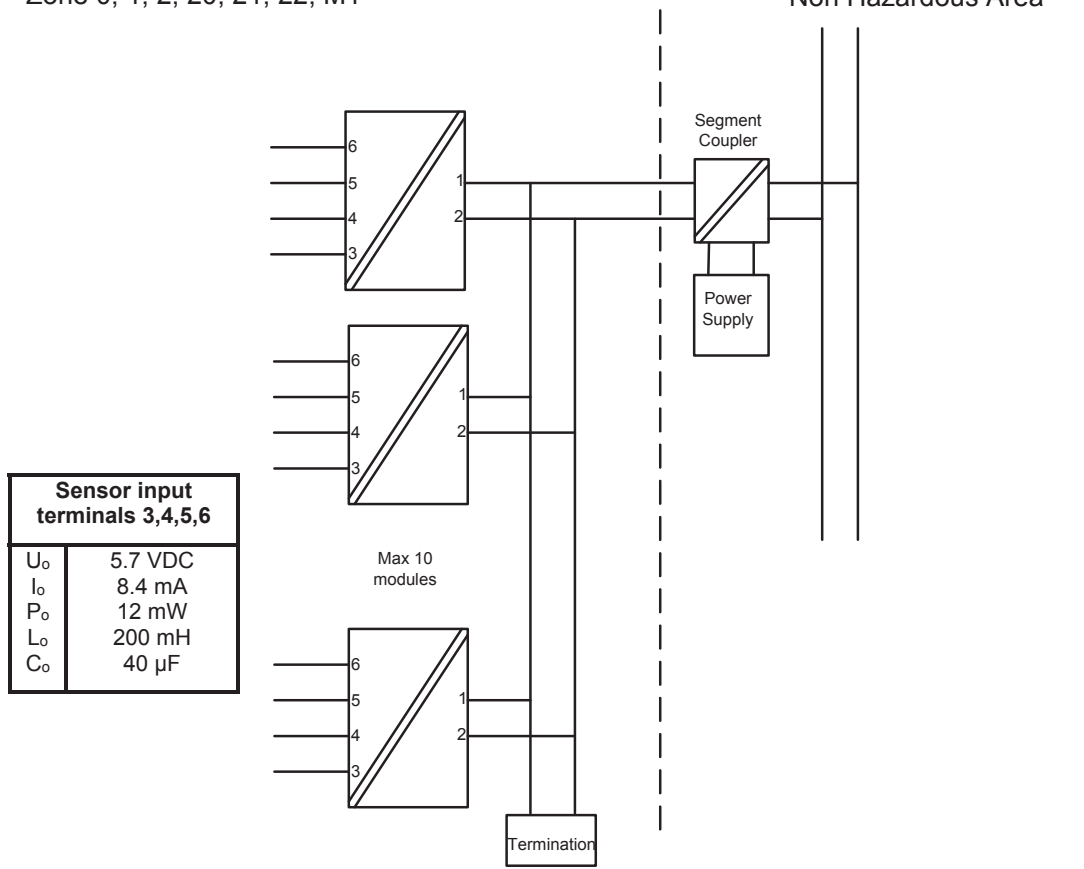 Zone 0, 1, 2, 20, 21, 22, M1
Non Hazardous Area
Segment
Coupler
6
5
4
3
1
2
Power
Supply
6
5
4
3
1
2
Sensor input
terminals 3,4,5,6
Uo 5.7 VDC
Io 8.4 mA
Po 12 mW
Lo 200 mH
Co 40 µF
Max 10
modules
6
5
4
3
1
2
Termination